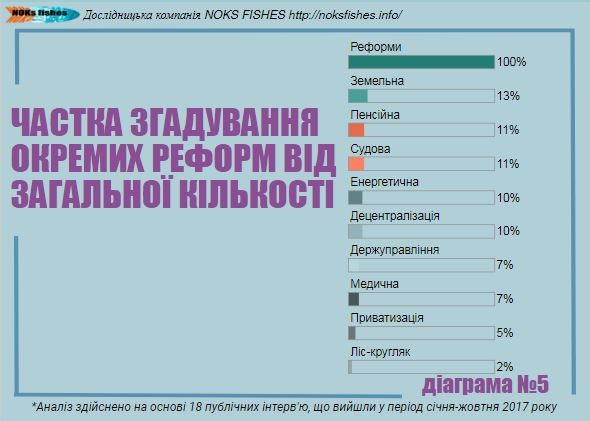 NOKs fishes Дослідницька компанія NOKS FISHES http://noksfishes.info/
ЧАСТКА ЗГАДУВАННЯ
ОКРЕМИХ РЕФОРМ ВІД
ЗАГАЛЬНОЇ КІЛЬКОСТІ
Реформи
100%
Земельна
13%
Пенсійна
11%
Судова
11%
Енергетична
10%
Децентралізація
10%
Держуправління
7%
Медична
7%
Приватизація
5%
Ліс-кругляк
2%
діаграма №5
*Аналіз здійснено на основі 18 публічних інтерв'ю, що вийшли у період січня-жовтня 2017 року